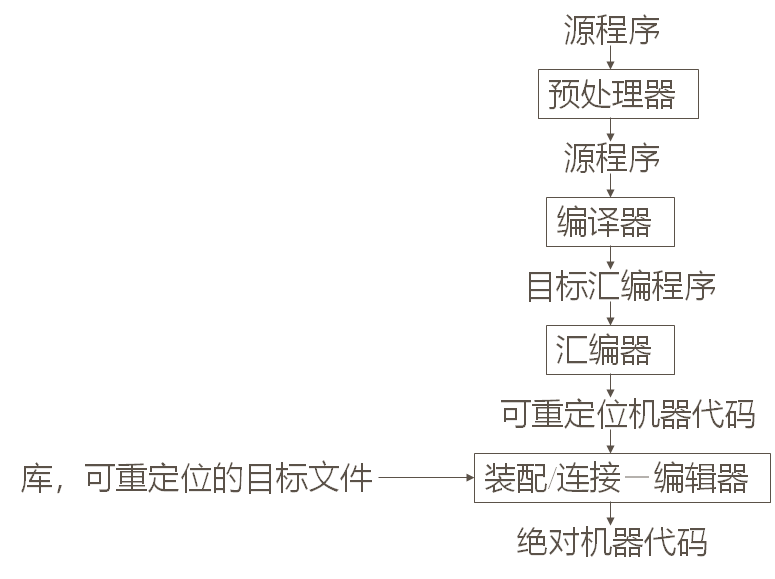 源程序
预处理器
源程序
编译器
目标汇编程序
汇编器
可重定位机器代码
库，可重定位的目标文件
装配/连接—编辑器
绝对机器代码